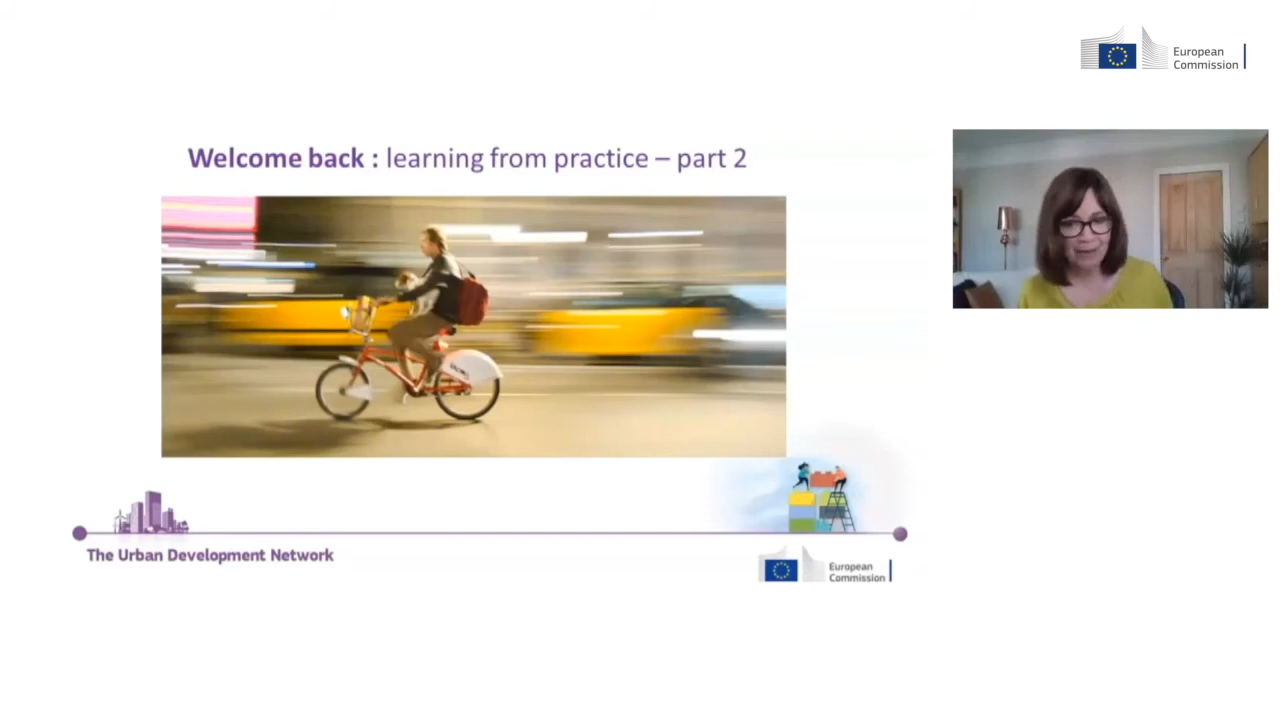 European
Commission
Welcome back : learning from practice – part 2
The Urban Development Network
European
Commission